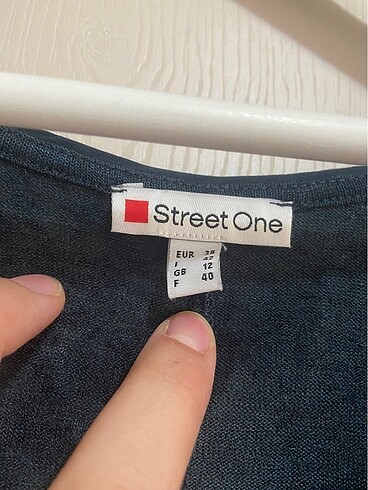 Street One
EUR 38
I 42
GB 12
F 40